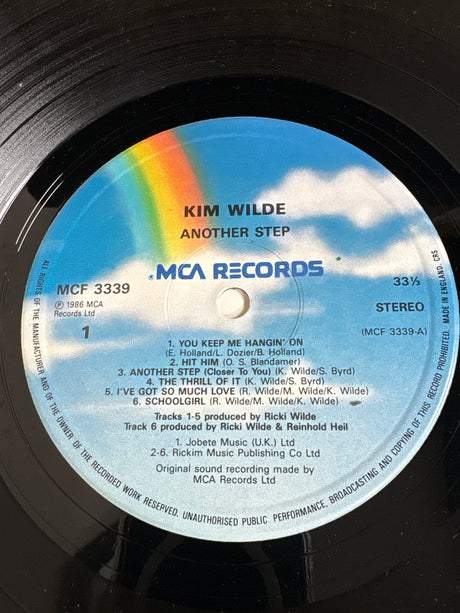 KIM WILDE
ANOTHER STEP
MCA RECORDS
MCF 3339
33⅓
℗ 1986 MCA
Records Ltd
STEREO
1
(MCF 3339-A)
1. YOU KEEP ME HANGIN' ON
(E. Holland/L. Dozier/B. Holland)
2. HIT HIM (O. S. Blandamer)
3. ANOTHER STEP (Closer To You) (K. Wilde/S. Byrd)
4. THE THRILL OF IT (K. Wilde/S. Byrd)
5. I'VE GOT SO MUCH LOVE (R. Wilde/M. Wilde/K. Wilde)
6. SCHOOLGIRL (R. Wilde/M. Wilde/K. Wilde)
Tracks 1-5 produced by Ricki Wilde
Track 6 produced by Ricki Wilde & Reinhold Heil
1. Jobete Music (U.K.) Ltd
2-6. Rickim Music Publishing Co Ltd
Original sound recording made by
MCA Records Ltd
ALL RIGHTS OF THE MANUFACTURER AND OF THE OWNER OF THE RECORDED WORK RESERVED. UNAUTHORISED PUBLIC PERFORMANCE, BROADCASTING AND COPYING OF THIS RECORD PROHIBITED. MADE IN ENGLAND. CRS